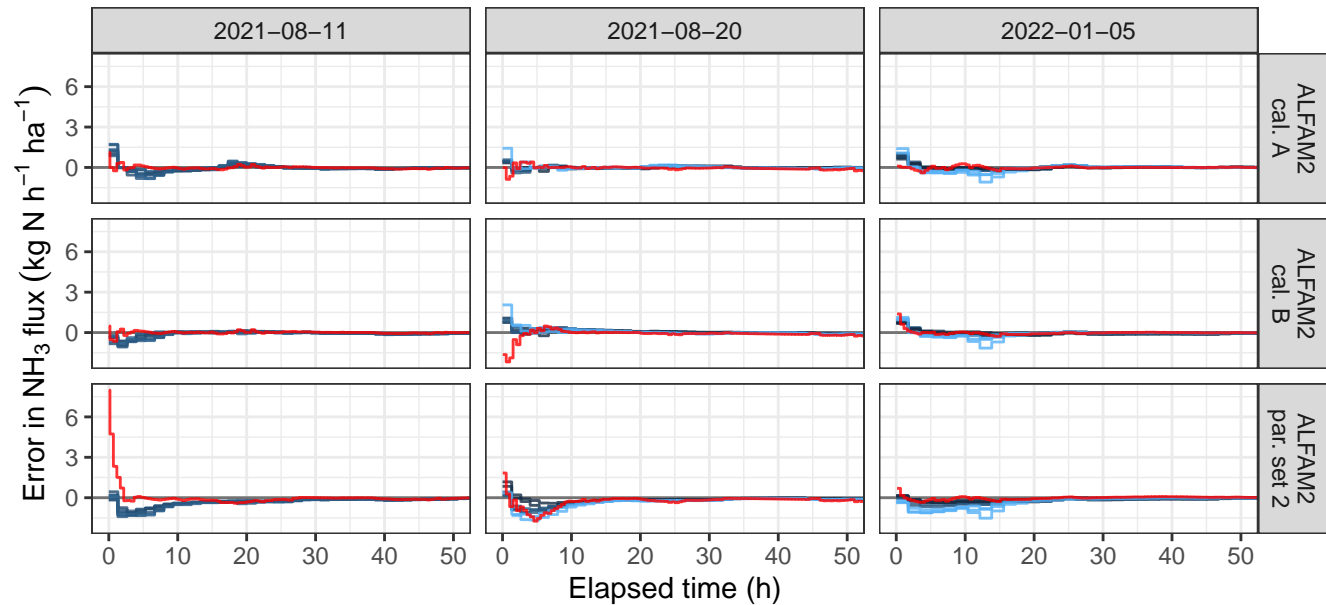 2021−08−11 2021−08−20 2022−01−05
Error in NH₃ flux (kg N h⁻¹ ha⁻¹)
6
3
0
ALFAM2
cal. A
6
3
0
ALFAM2
cal. B
6
3
0
ALFAM2
par. set 2
0 10 20 30 40 50 0 10 20 30 40 50 0 10 20 30 40 50
Elapsed time (h)